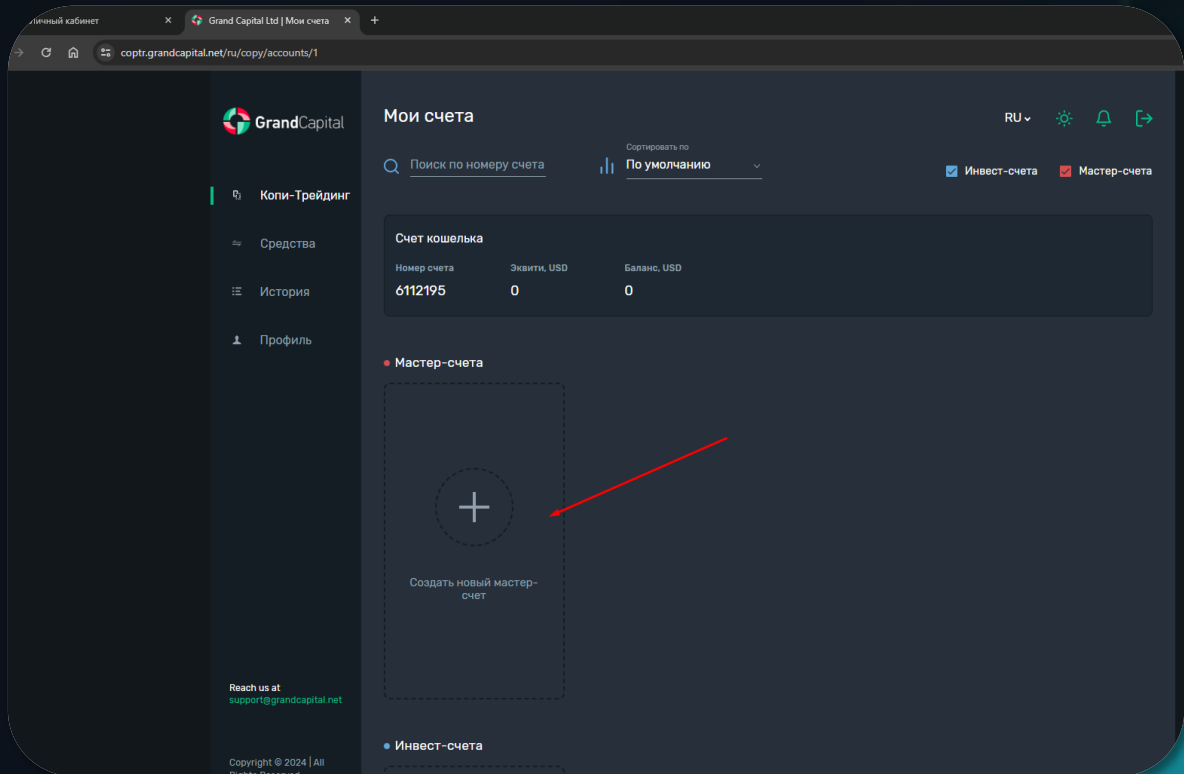 Личный кабинет
Grand Capital Ltd | Мои счета
coptr.grandcapital.net/ru/copy/accounts/1
GrandCapital
Мои счета
RU
Поиск по номеру счета
Сортировать по
По умолчанию
Инвест-счета
Мастер-счета
Копи-Трейдинг
Средства
История
Профиль
Счет кошелька
Номер счета
Эквити, USD
Баланс, USD
6112195
0
0
Мастер-счета
Создать новый мастер-
счет
Reach us at
support@grandcapital.net
Инвест-счета
Copyright © 2024 | All
Rights Reserved